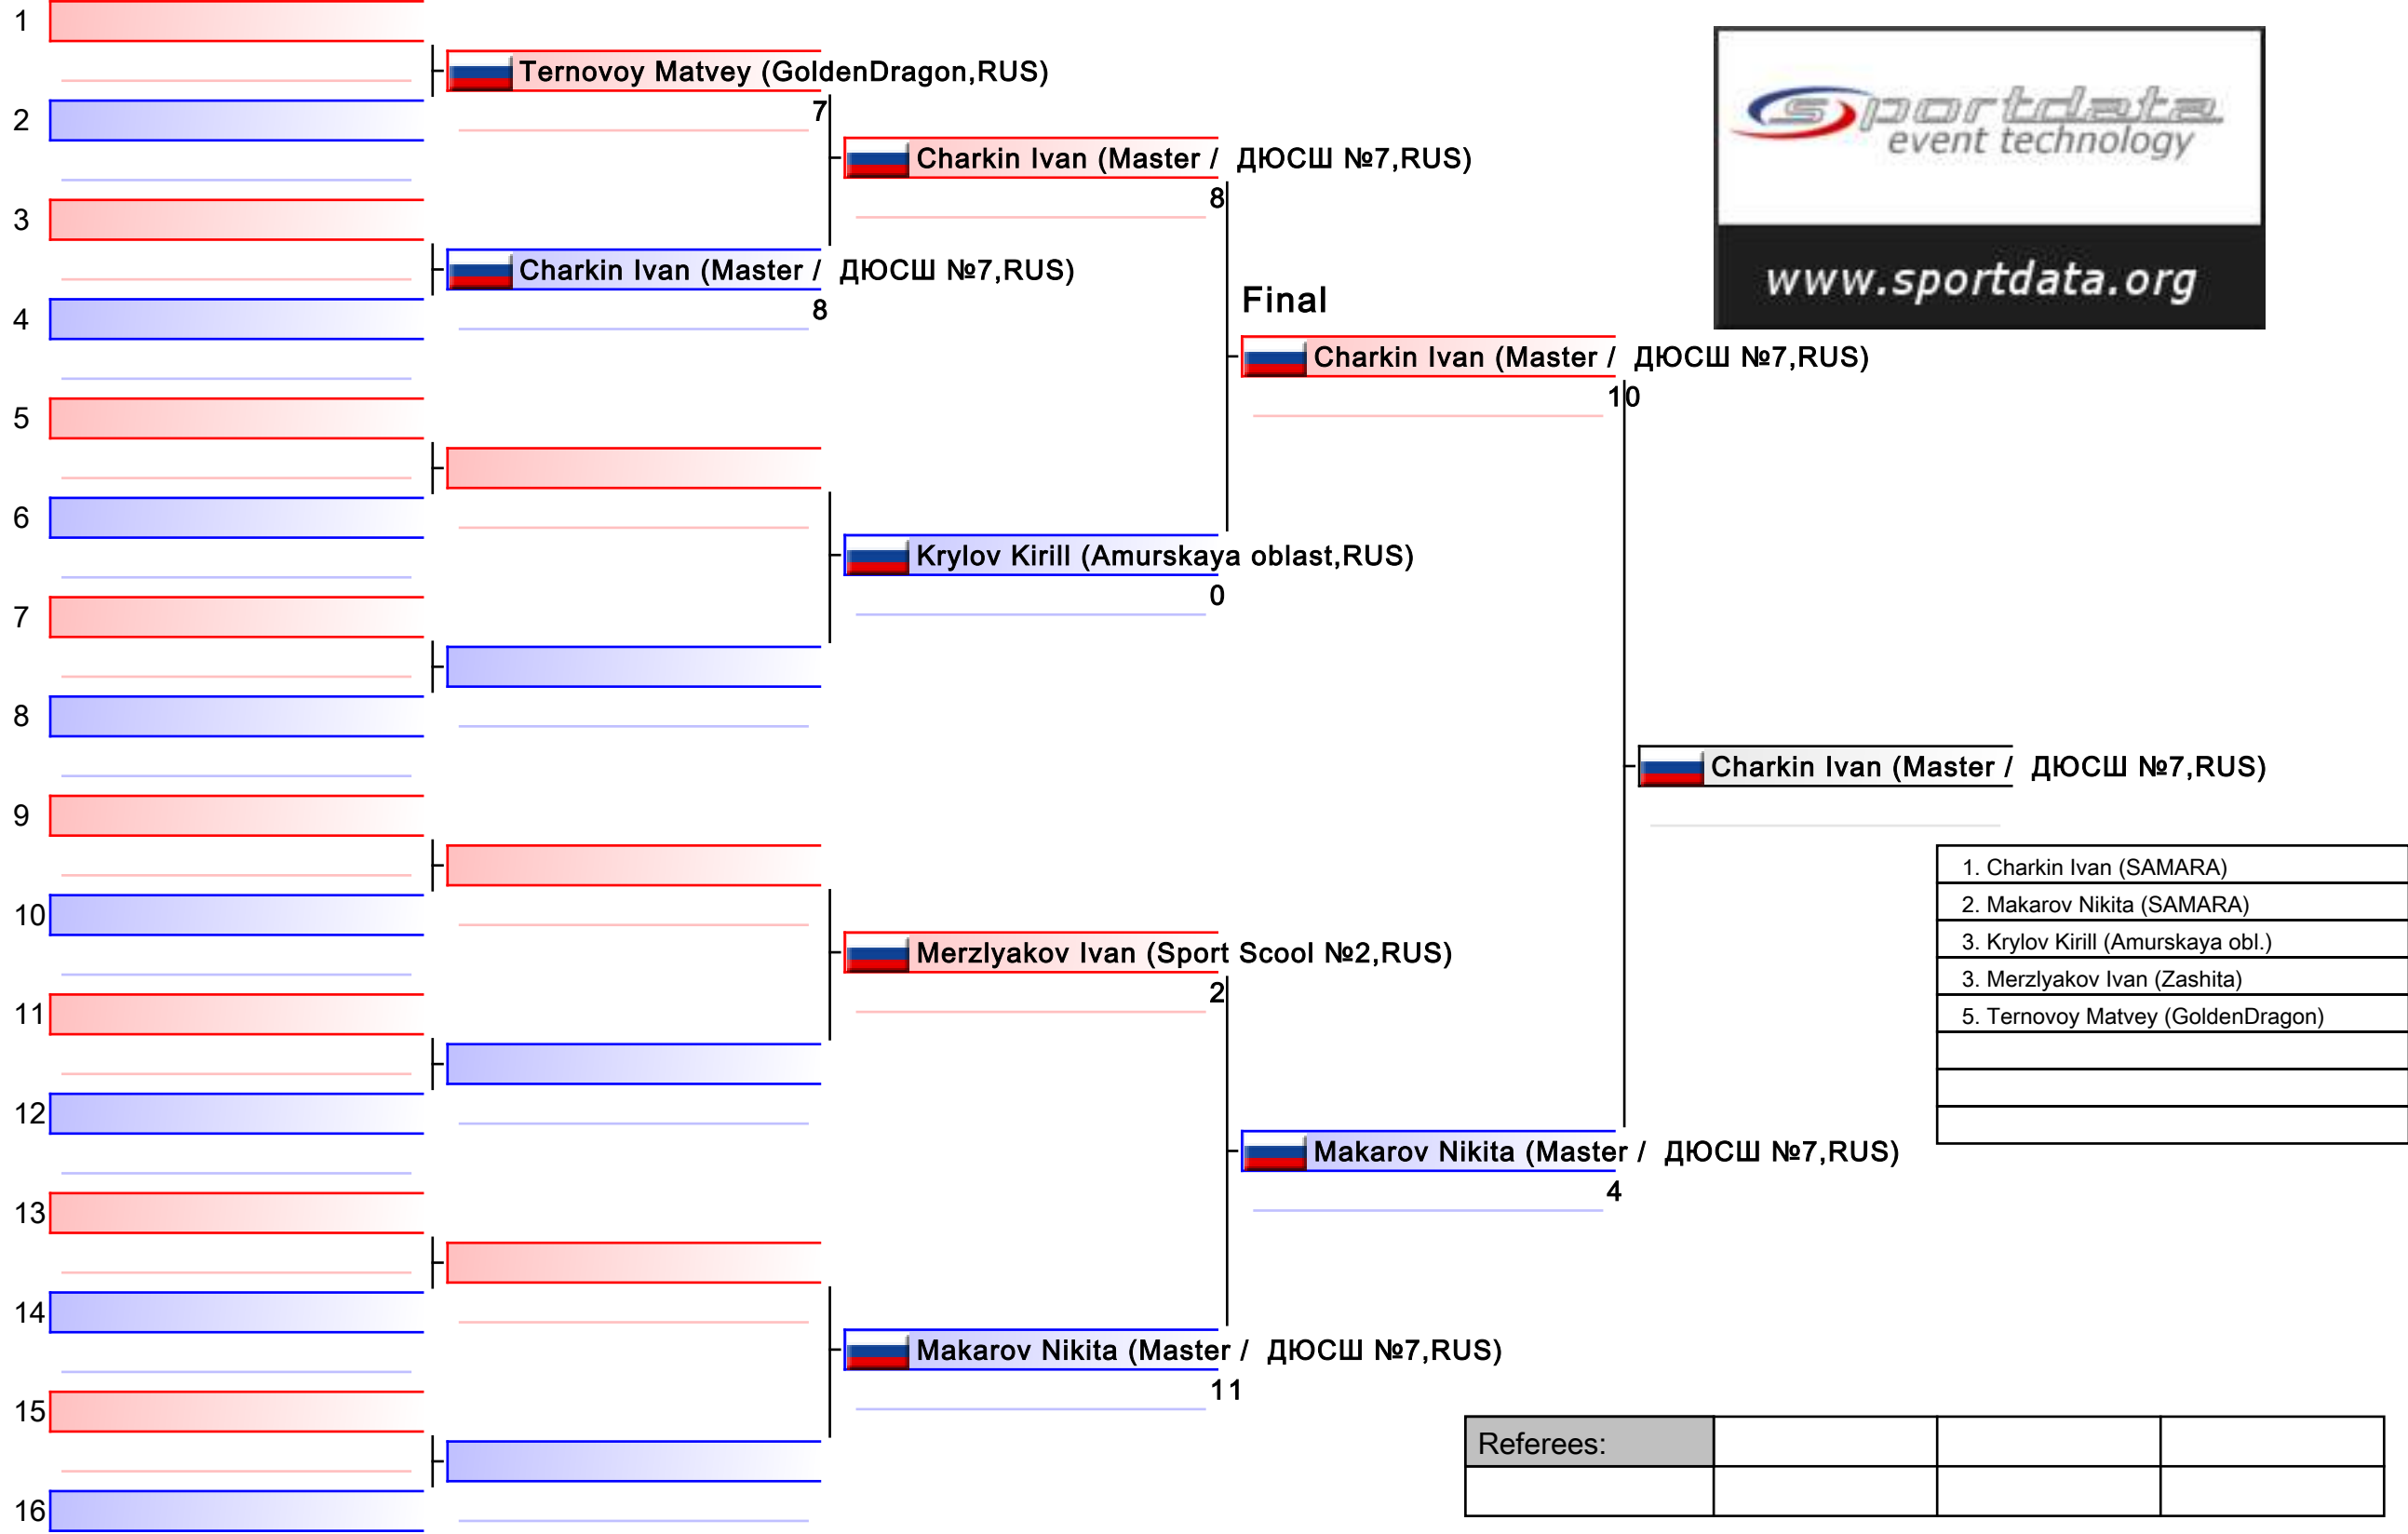 1
Ternovoy Matvey (GoldenDragon,RUS)
7
2
Charkin Ivan (Master / ДЮСШ №7,RUS)
8
3
Charkin Ivan (Master / ДЮСШ №7,RUS)
8
4
Final
Charkin Ivan (Master / ДЮСШ №7,RUS)
10
5
6
Krylov Kirill (Amurskaya oblast,RUS)
0
7
8
Charkin Ivan (Master / ДЮСШ №7,RUS)
9
10
Merzlyakov Ivan (Sport Scool №2,RUS)
2
11
12
Makarov Nikita (Master / ДЮСШ №7,RUS)
4
13
14
Makarov Nikita (Master / ДЮСШ №7,RUS)
11
15
16
sportdata
event technology
www.sportdata.org
1. Charkin Ivan (SAMARA)
2. Makarov Nikita (SAMARA)
3. Krylov Kirill (Amurskaya obl.)
3. Merzlyakov Ivan (Zashita)
5. Ternovoy Matvey (GoldenDragon)
Referees: